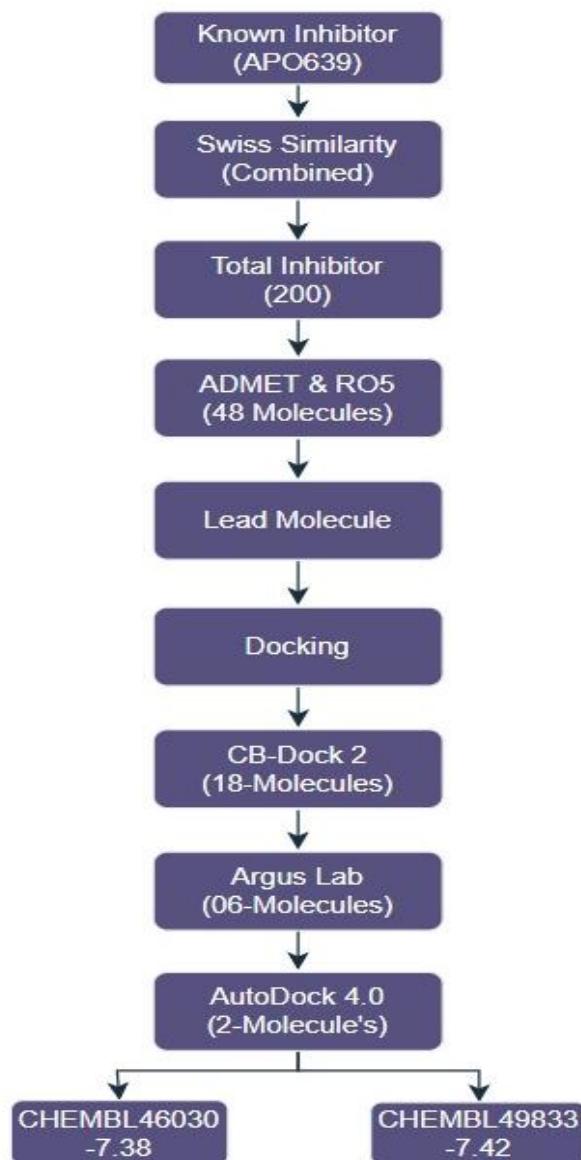 Known Inhibitor
(APO639)
Swiss Similarity
(Combined)
Total Inhibitor
(200)
ADMET & RO5
(48 Molecules)
Lead Molecule
Docking
CB-Dock 2
(18-Molecules)
Argus Lab
(06-Molecules)
AutoDock 4.0
(2-Molecule's)
CHEMBL46030
-7.38
CHEMBL49833
-7.42